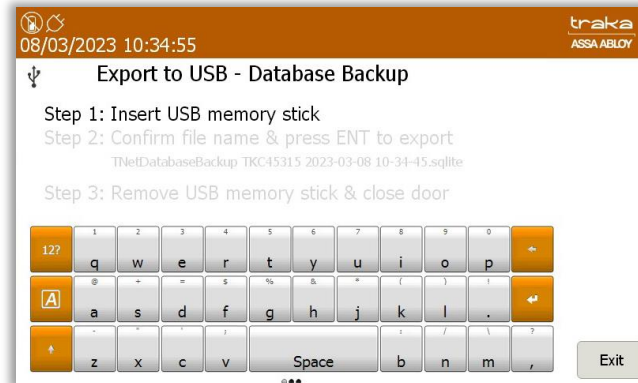 traka
08/03/2023 10:34:55
ASSA ABLOY
Export to USB - Database Backup
Step 1: Insert USB memory stick
Step 2: Confirm file name & press ENT to export
TNetDatabaseBackup TKC45315 2023-03-08 10-34-45.sqlite
Step 3: Remove USB memory stick & close door
1 2 3 4 5 6 7 8 9 0
12? q w e r t y u i o p
@ + = $ % & * ( ) !
A a s d f g h j k l .
- " ' ; : / \ ?
z x c v Space b n m ,
Exit